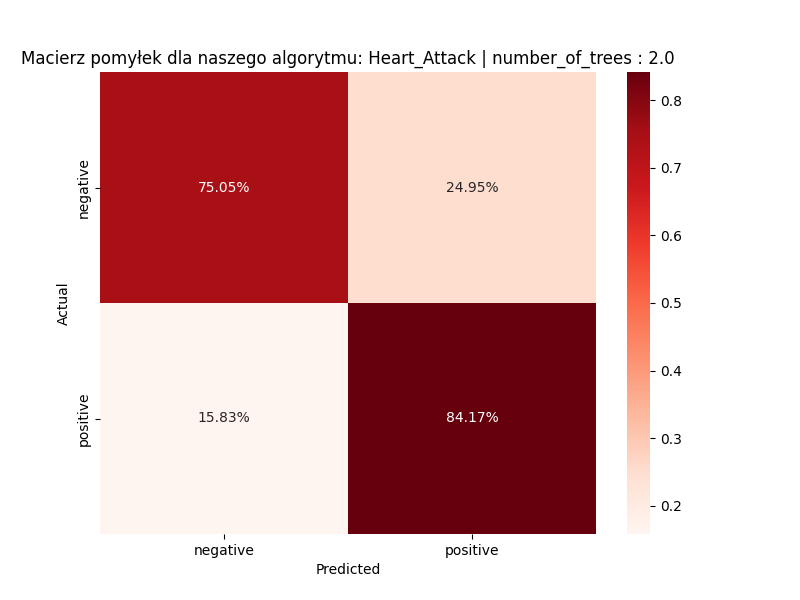 Macierz pomyłek dla naszego algorytmu: Heart_Attack | number_of_trees : 2.0
negative
positive
Actual
75.05%
24.95%
15.83%
84.17%
negative
positive
Predicted
0.8
0.7
0.6
0.5
0.4
0.3
0.2